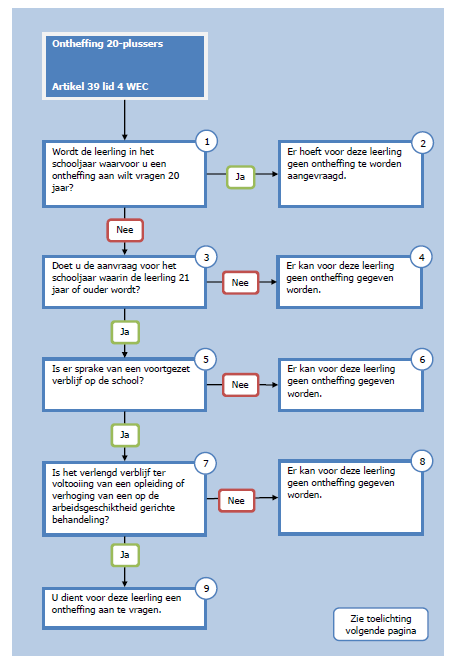 Ontheffing 20-plussers
Artikel 39 lid 4 WEC
1
Wordt de leerling in het
schooljaar waarvoor u een
ontheffing aan wilt vragen 20
jaar?
Ja
2
Er hoeft voor deze leerling
geen ontheffing te worden
aangevraagd.
Nee
3
Doet u de aanvraag voor het
schooljaar waarin de leerling 21
jaar of ouder wordt?
Nee
4
Er kan voor deze leerling
geen ontheffing gegeven
worden.
Ja
5
Is er sprake van een voortgezet
verblijf op de school?
Nee
6
Er kan voor deze leerling
geen ontheffing gegeven
worden.
Ja
7
Is het verlengd verblijf ter
voltooiing van een opleiding of
verhoging van een op de
arbeidsgeschiktheid gerichte
behandeling?
Nee
8
Er kan voor deze leerling
geen ontheffing gegeven
worden.
Ja
9
U dient voor deze leerling een
ontheffing aan te vragen.
Zie toelichting
volgende pagina